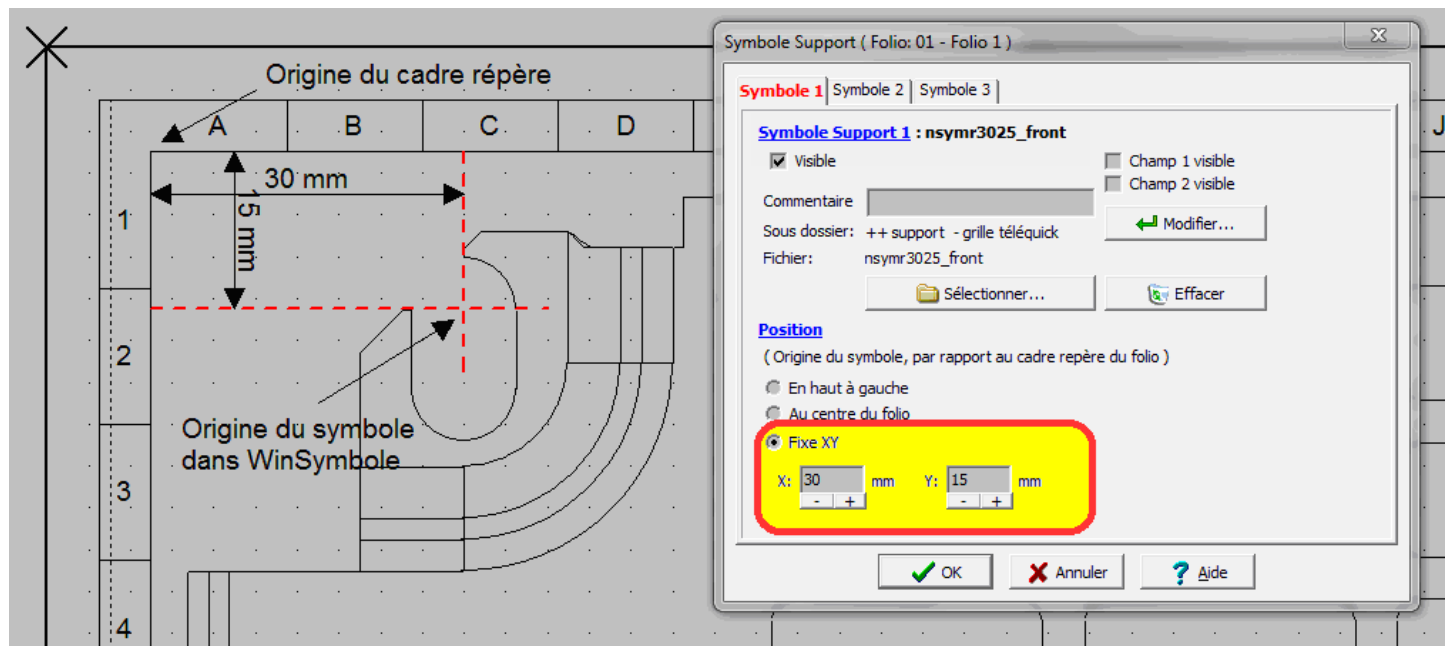 Origine du cadre répère
A B C D J
30 mm
15 mm
1
2
Origine du symbole
dans WinSymbole
3
4
Symbole Support ( Folio: 01 - Folio 1 )
Symbole 1 Symbole 2 Symbole 3
Symbole Support 1 : nsymr3025_front
Visible
Champ 1 visible
Champ 2 visible
Commentaire
Modifier...
Sous dossier: ++ support - grille téléquick
Fichier: nsymr3025_front
Sélectionner... Effacer
Position
( Origine du symbole, par rapport au cadre repère du folio )
En haut à gauche
Au centre du folio
Fixe XY
X: 30 mm Y: 15 mm
- + - +
OK Annuler Aide